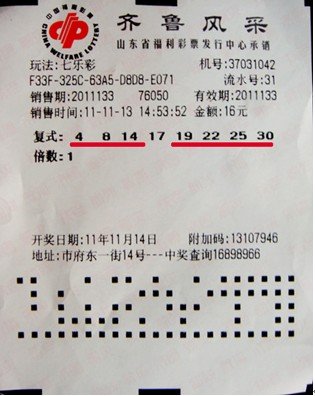 中国福利彩票
CHINA WELFARE LOTTERY
齐鲁风采
山东省福利彩票发行中心承销
玩法:七乐彩 机号:37031042
F33F-325C-63A5-D8D8-E071 流水号:31
销售期:2011133 76050 有效期:2011133
销售时间:11-11-13 14:53:52 金额:16元
复式: 4 8 14 17 19 22 25 30
倍数:1
开奖日期:11年11月14日 附加码:13107946
地址:市府东一街14号---中奖查询16898966